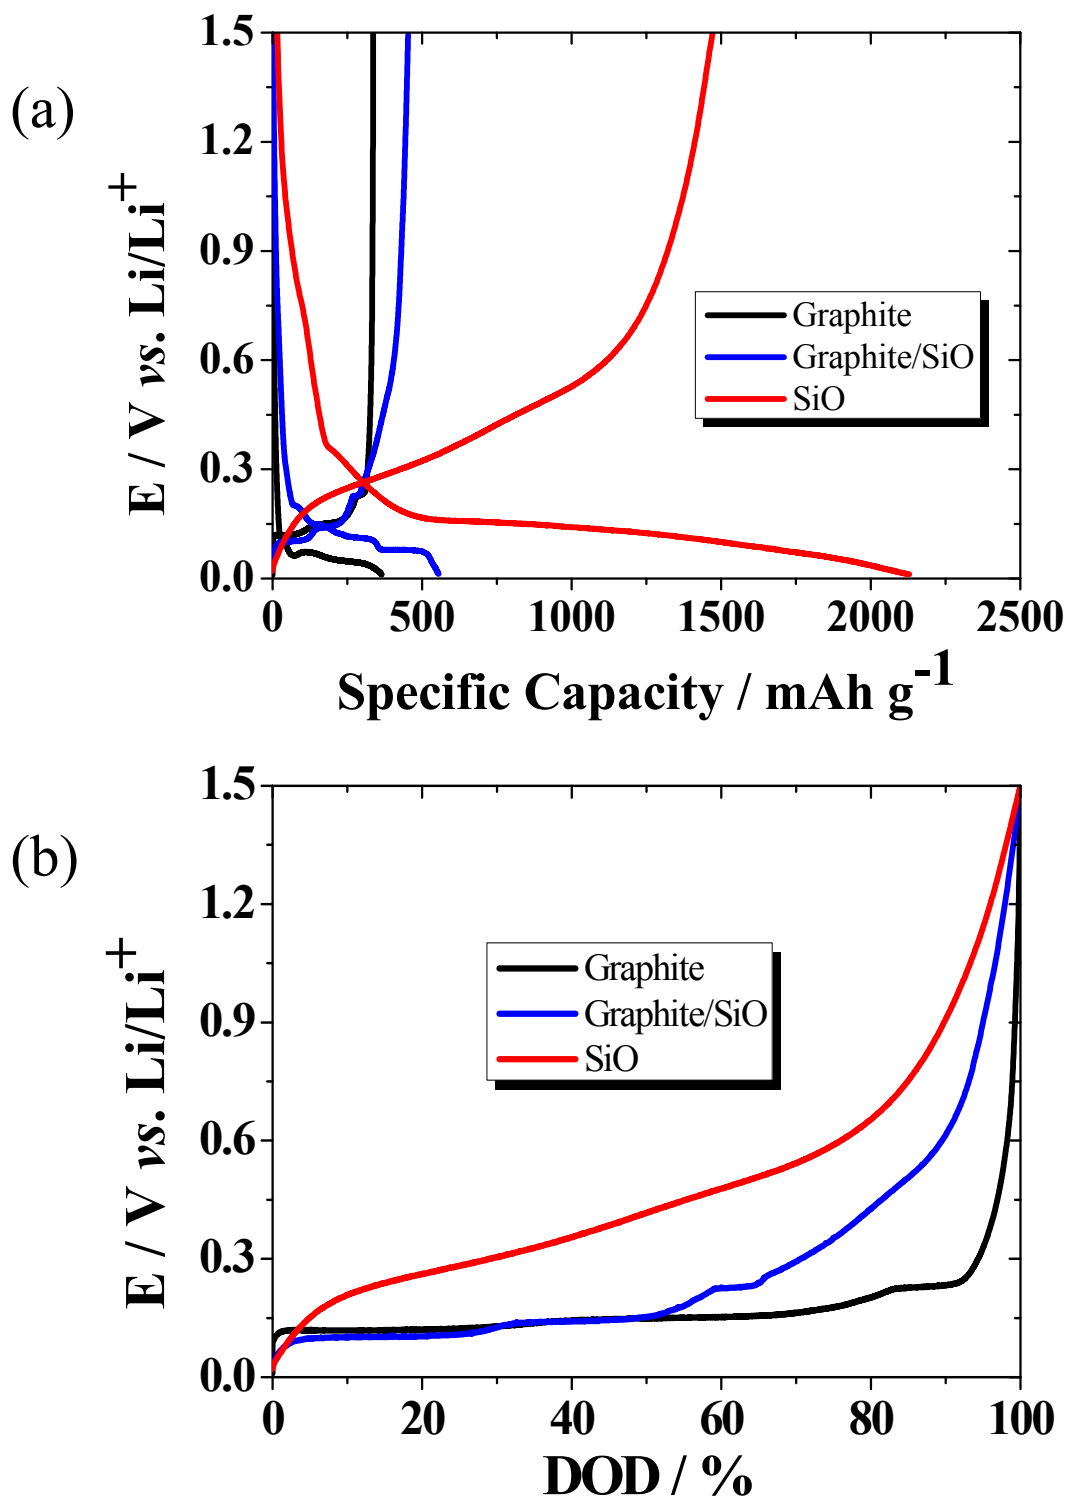 (a)
E / V vs. Li/Li+
1.5
1.2
0.9
0.6
0.3
0.0
Graphite
Graphite/SiO
SiO
0 500 1000 1500 2000 2500
Specific Capacity / mAh g-1
(b)
E / V vs. Li/Li+
1.5
1.2
0.9
0.6
0.3
0.0
Graphite
Graphite/SiO
SiO
0 20 40 60 80 100
DOD / %